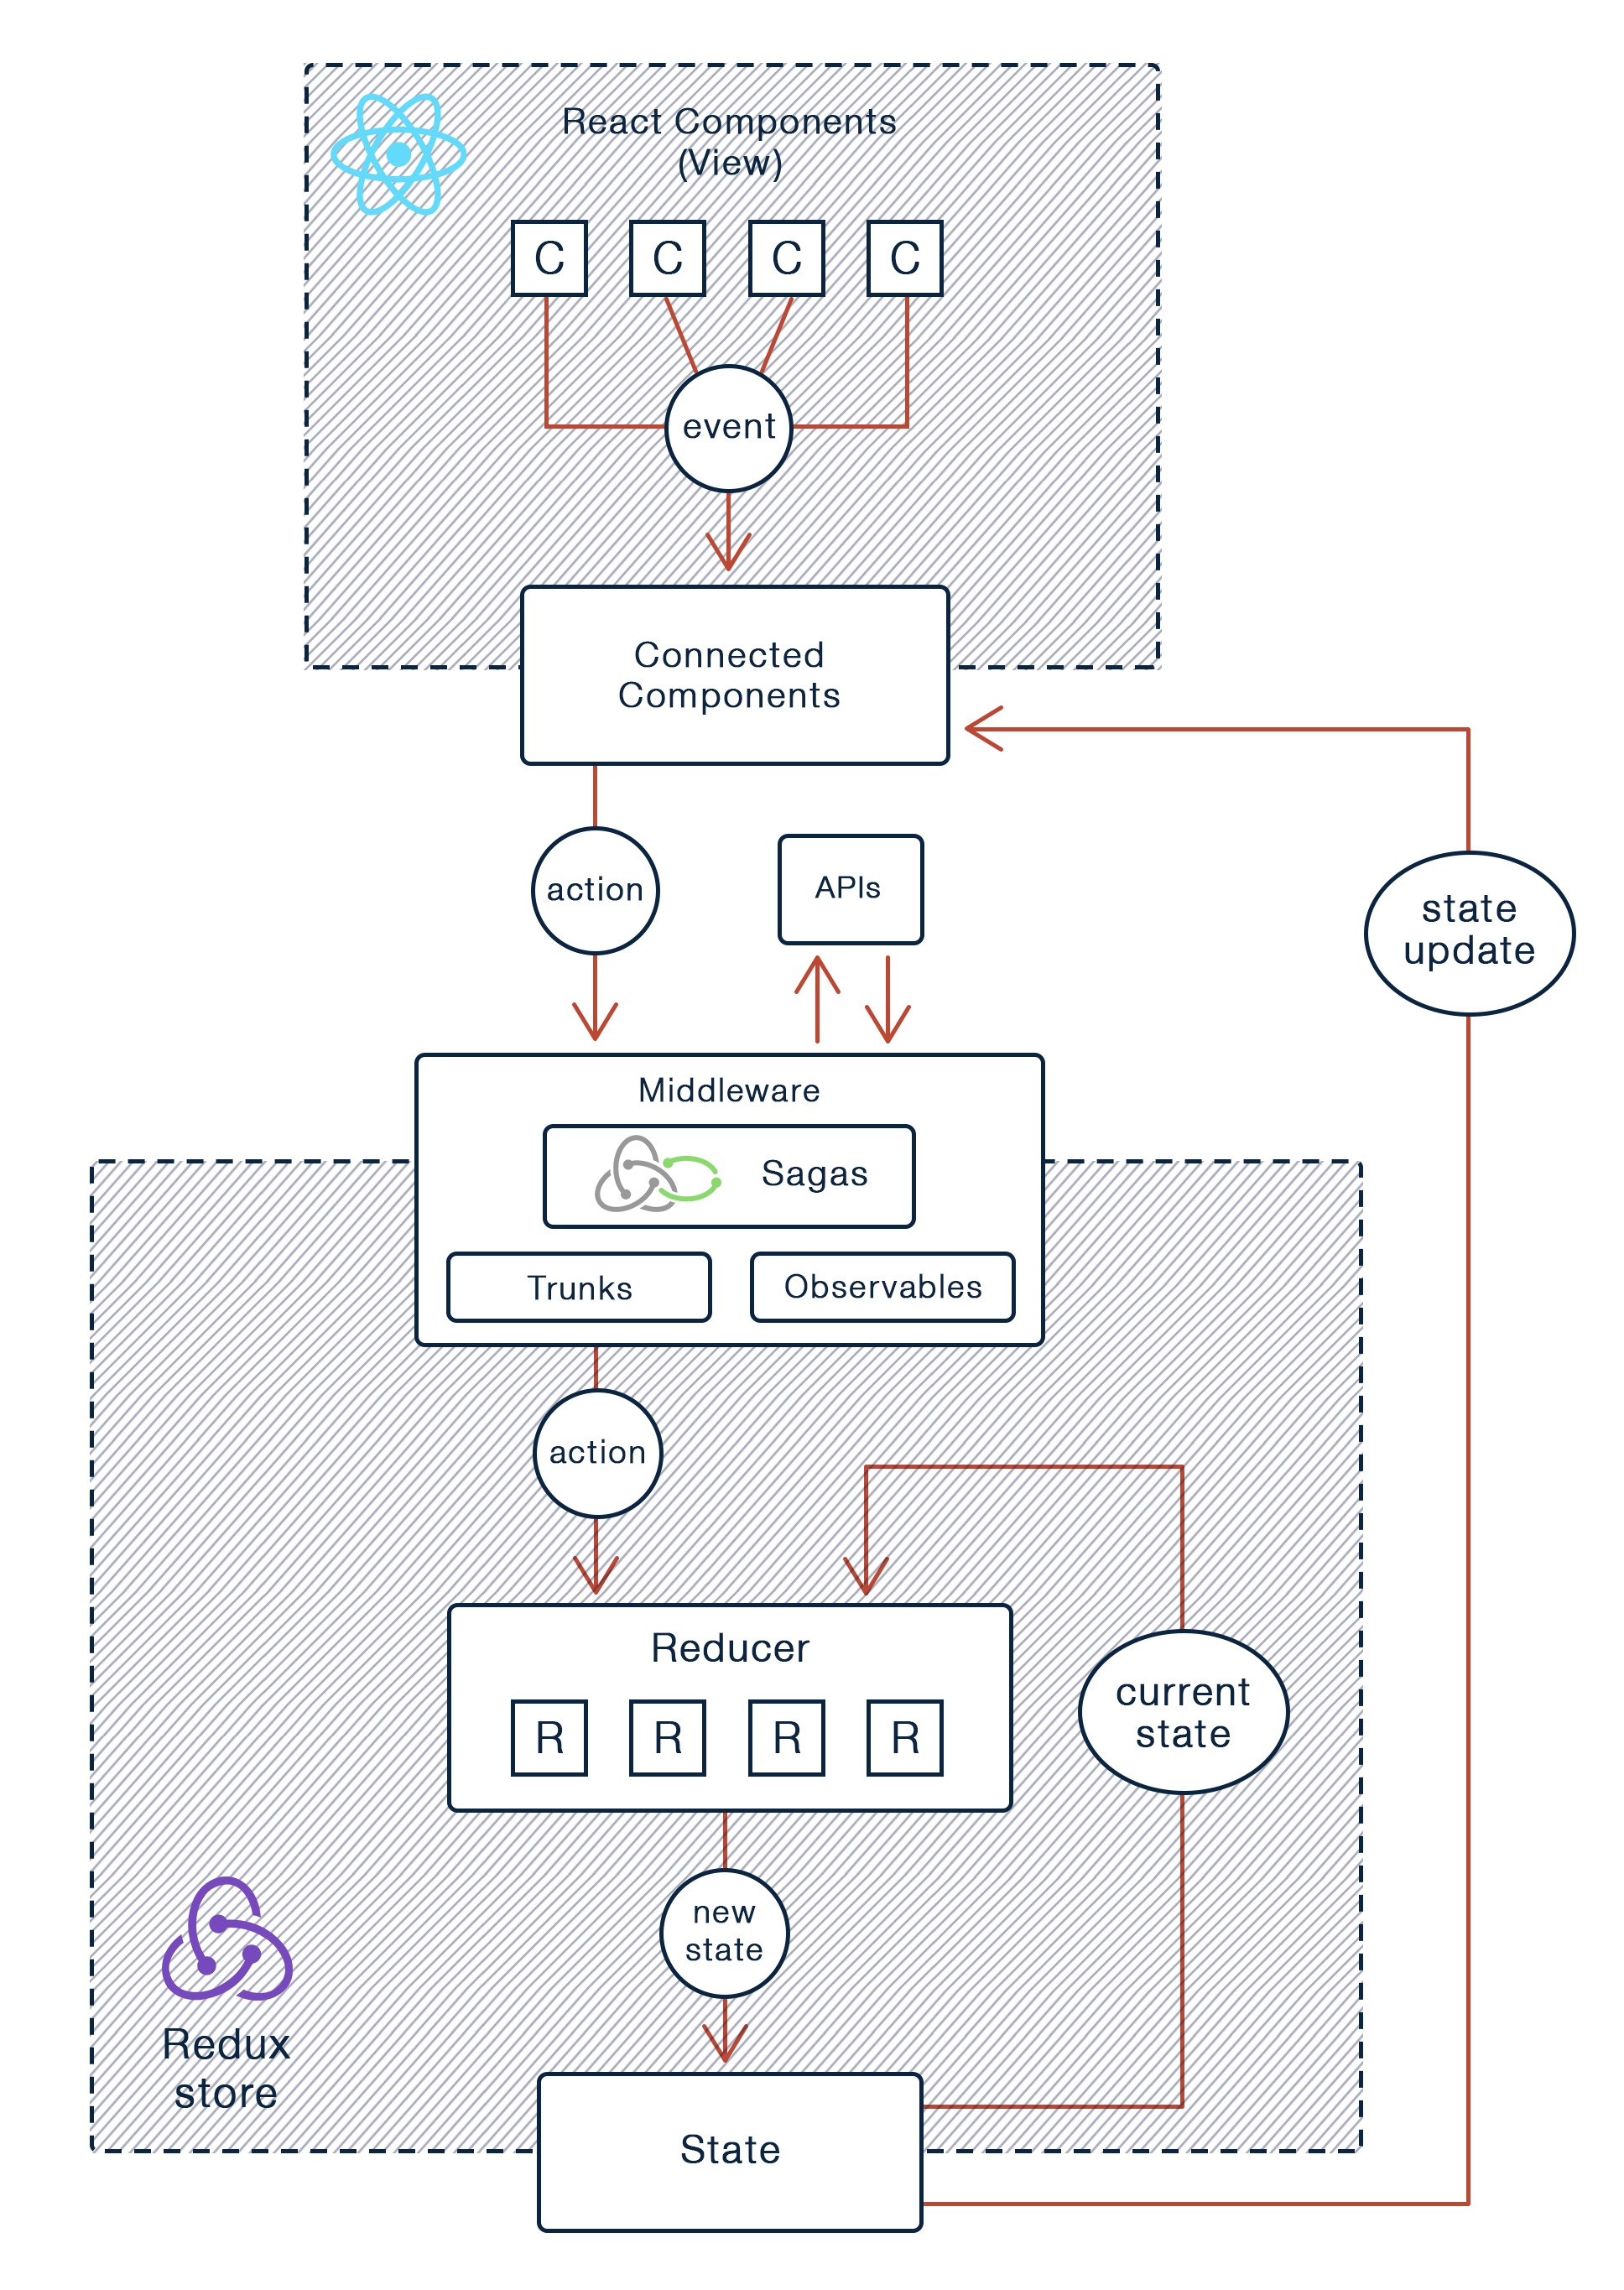 React Components
(View)
C C C C
event
Connected
Components
action
APIs
state
update
Middleware
Sagas
Trunks
Observables
action
Reducer
R R R R
current
state
new
state
Redux
store
State